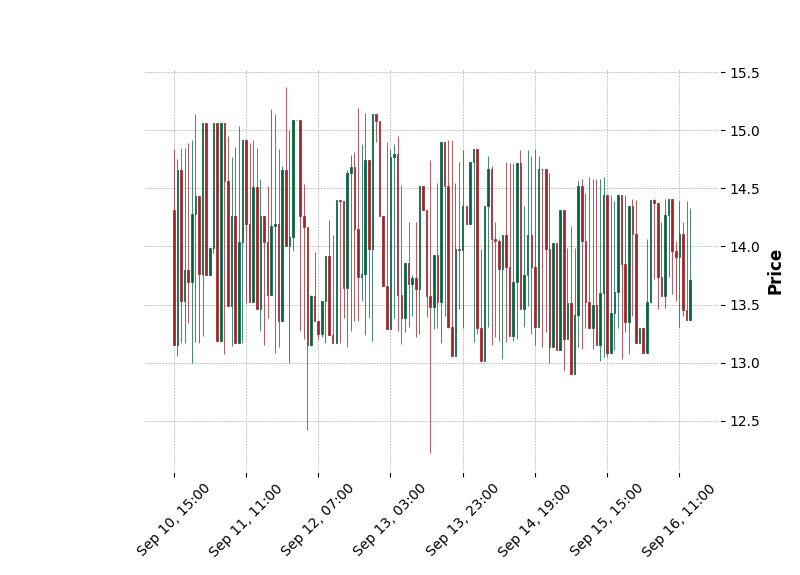 15.5
15.0
14.5
14.0
13.5
13.0
12.5
Price
Sep 10, 15:00
Sep 11, 11:00
Sep 12, 07:00
Sep 13, 03:00
Sep 13, 23:00
Sep 14, 19:00
Sep 15, 15:00
Sep 16, 11:00